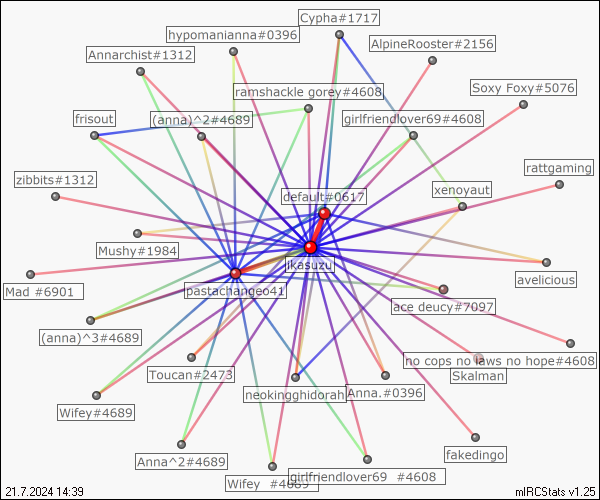 Cypha#1717
hypomanianna#0396
AlpineRooster#2156
Annarchist#1312
Soxy Foxy#5076
ramshackle gorey#4608
frisout
(anna)^2#4689
girlfriendlover69#4608
rattgaming
zibbits#1312
xenoyaut
default#0617
Mushy#1984
ikasuzu
avelicious
Mad #6901
pastachange041
ace deucy#7097
(anna)^3#4689
no cops no laws no hope#4608
Toucan#2473
Skalman
neokingghidorah
Anna.#0396
Wifey#4689
fakedingo
Anna^2#4689
girlfriendlover69 #4608
Wifey #4689
21.7.2024 14:39
mIRCStats v1.25